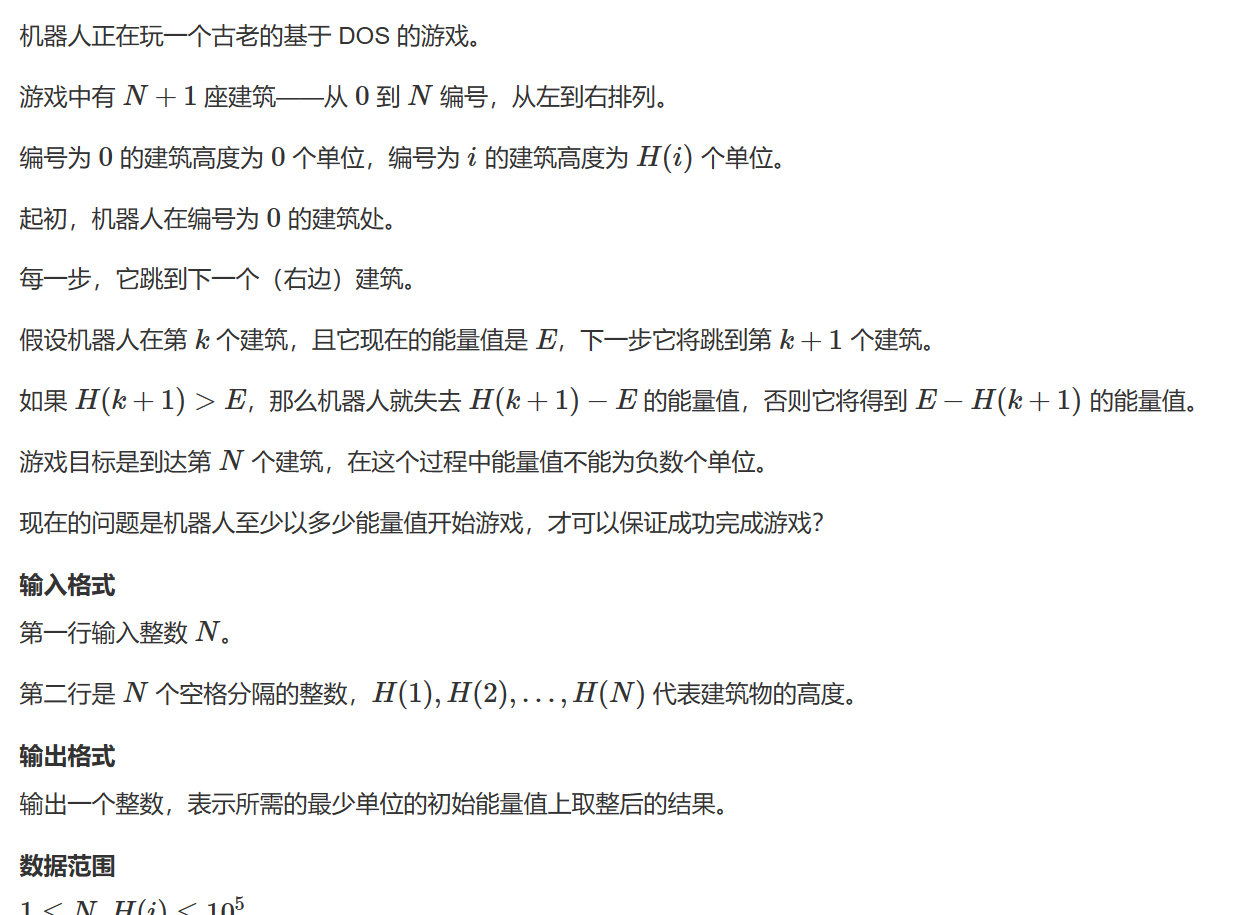 机器人正在玩一个古老的基于 DOS 的游戏。
游戏中有 N + 1 座建筑——从 0 到 N 编号，从左到右排列。
编号为 0 的建筑高度为 0 个单位，编号为 i 的建筑高度为 H(i) 个单位。
起初，机器人在编号为 0 的建筑处。
每一步，它跳到下一个（右边）建筑。
假设机器人在第 k 个建筑，且它现在的能量值是 E，下一步它将跳到第 k + 1 个建筑。
如果 H(k + 1) > E，那么机器人就失去 H(k + 1) − E 的能量值，否则它将得到 E − H(k + 1) 的能量值。
游戏目标是到达第 N 个建筑，在这个过程中能量值不能为负数个单位。
现在的问题是机器人至少以多少能量值开始游戏，才可以保证成功完成游戏？
输入格式
第一行输入整数 N。
第二行是 N 个空格分隔的整数，H(1), H(2), . . . , H(N) 代表建筑物的高度。
输出格式
输出一个整数，表示所需的最少单位的初始能量值上取整后的结果。
数据范围
1 ≤ N, H(i) ≤ 10⁵